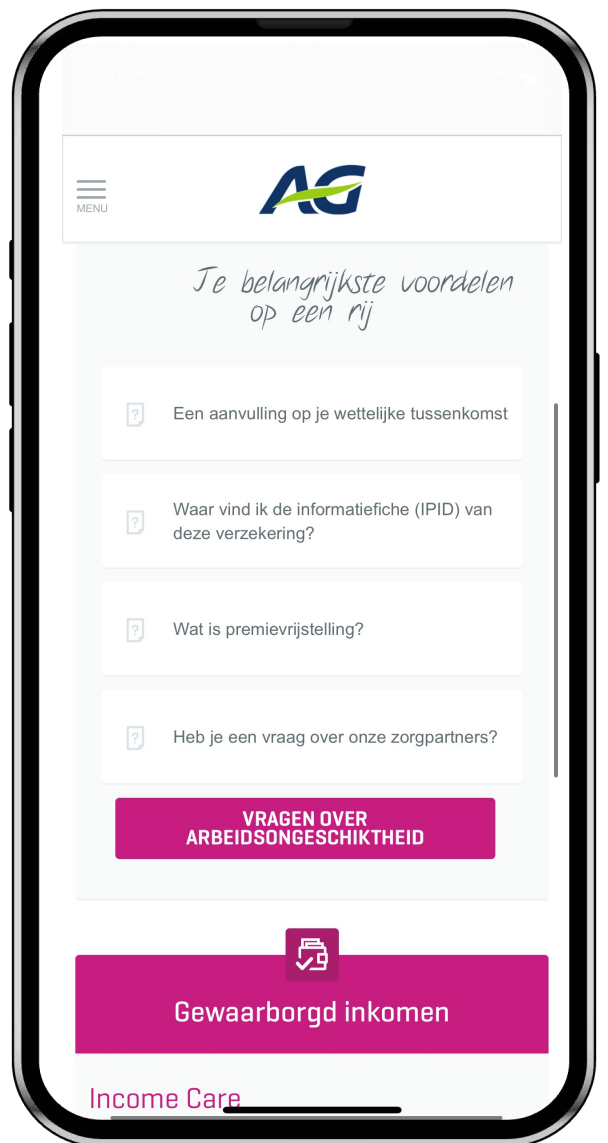 MENU
AG
Je belangrijkste voordelen
op een rij
Een aanvulling op je wettelijke tussenkomst
Waar vind ik de informatiefiche (IPID) van
deze verzekering?
Wat is premievrijstelling?
Heb je een vraag over onze zorgpartners?
VRAGEN OVER
ARBEIDSONGESCHIKTHEID
Gewaarborgd inkomen
Income Care